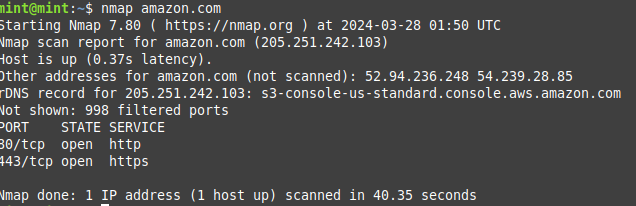 mint@mint:~$ nmap amazon.com
Starting Nmap 7.80 ( https://nmap.org ) at 2024-03-28 01:50 UTC
Nmap scan report for amazon.com (205.251.242.103)
Host is up (0.37s latency).
Other addresses for amazon.com (not scanned): 52.94.236.248 54.239.28.85
rDNS record for 205.251.242.103: s3-console-us-standard.console.aws.amazon.com
Not shown: 998 filtered ports
PORT    STATE SERVICE
80/tcp  open  http
443/tcp open  https
Nmap done: 1 IP address (1 host up) scanned in 40.35 seconds